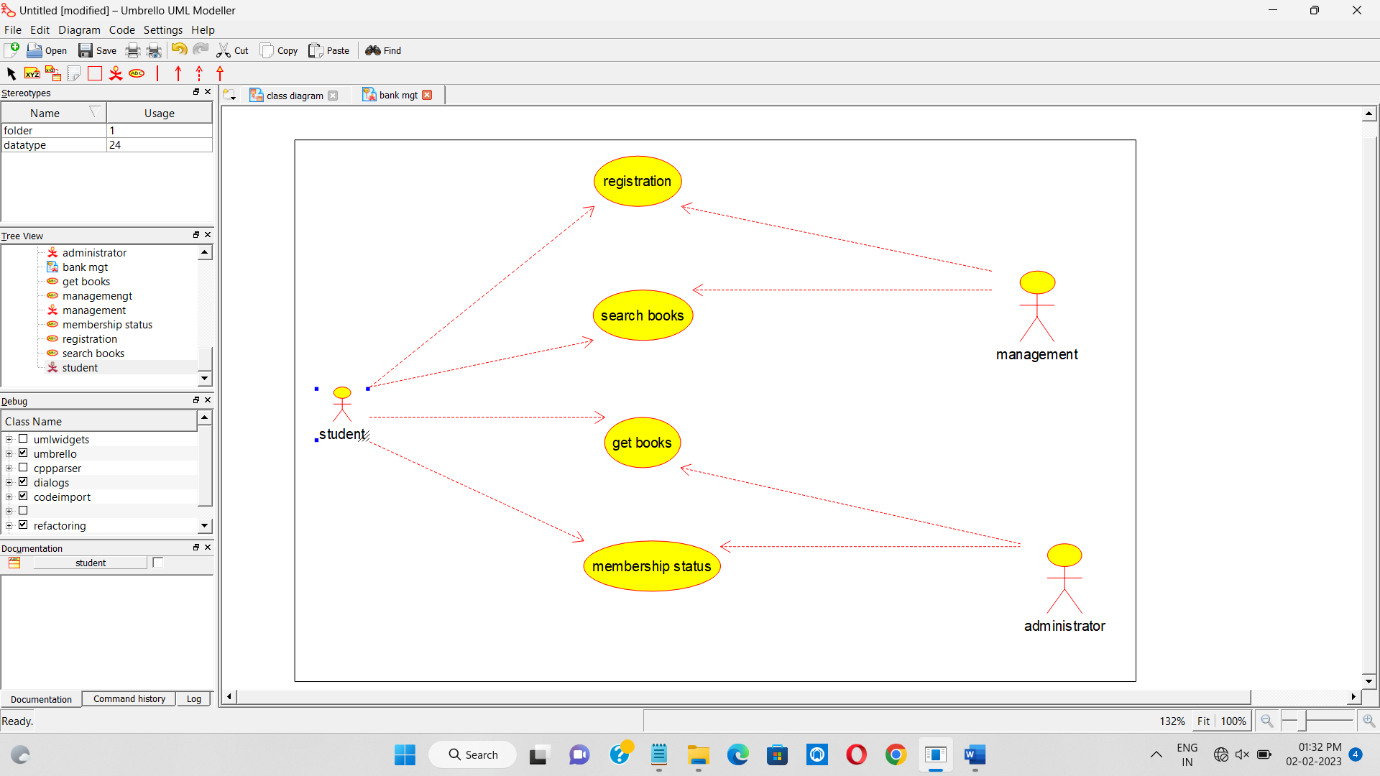 Untitled [modified] – Umbrello UML Modeller
File Edit Diagram Code Settings Help
Open Save Cut Copy Paste Find
XYZ XYZ ABC
Stereotypes
Name Usage
folder 1
datatype 24
Tree View
administrator
bank mgt
get books
managemengt
management
membership status
registration
search books
student
Debug
Class Name
umlwidgets
umbrello
cppparser
dialogs
codeimport
refactoring
Documentation
student
Documentation Command history Log
class diagram bank mgt
registration
search books
management
student
get books
membership status
administrator
Ready.
132% Fit 100%
Search
ENG
IN
01:32 PM
02-02-2023
4